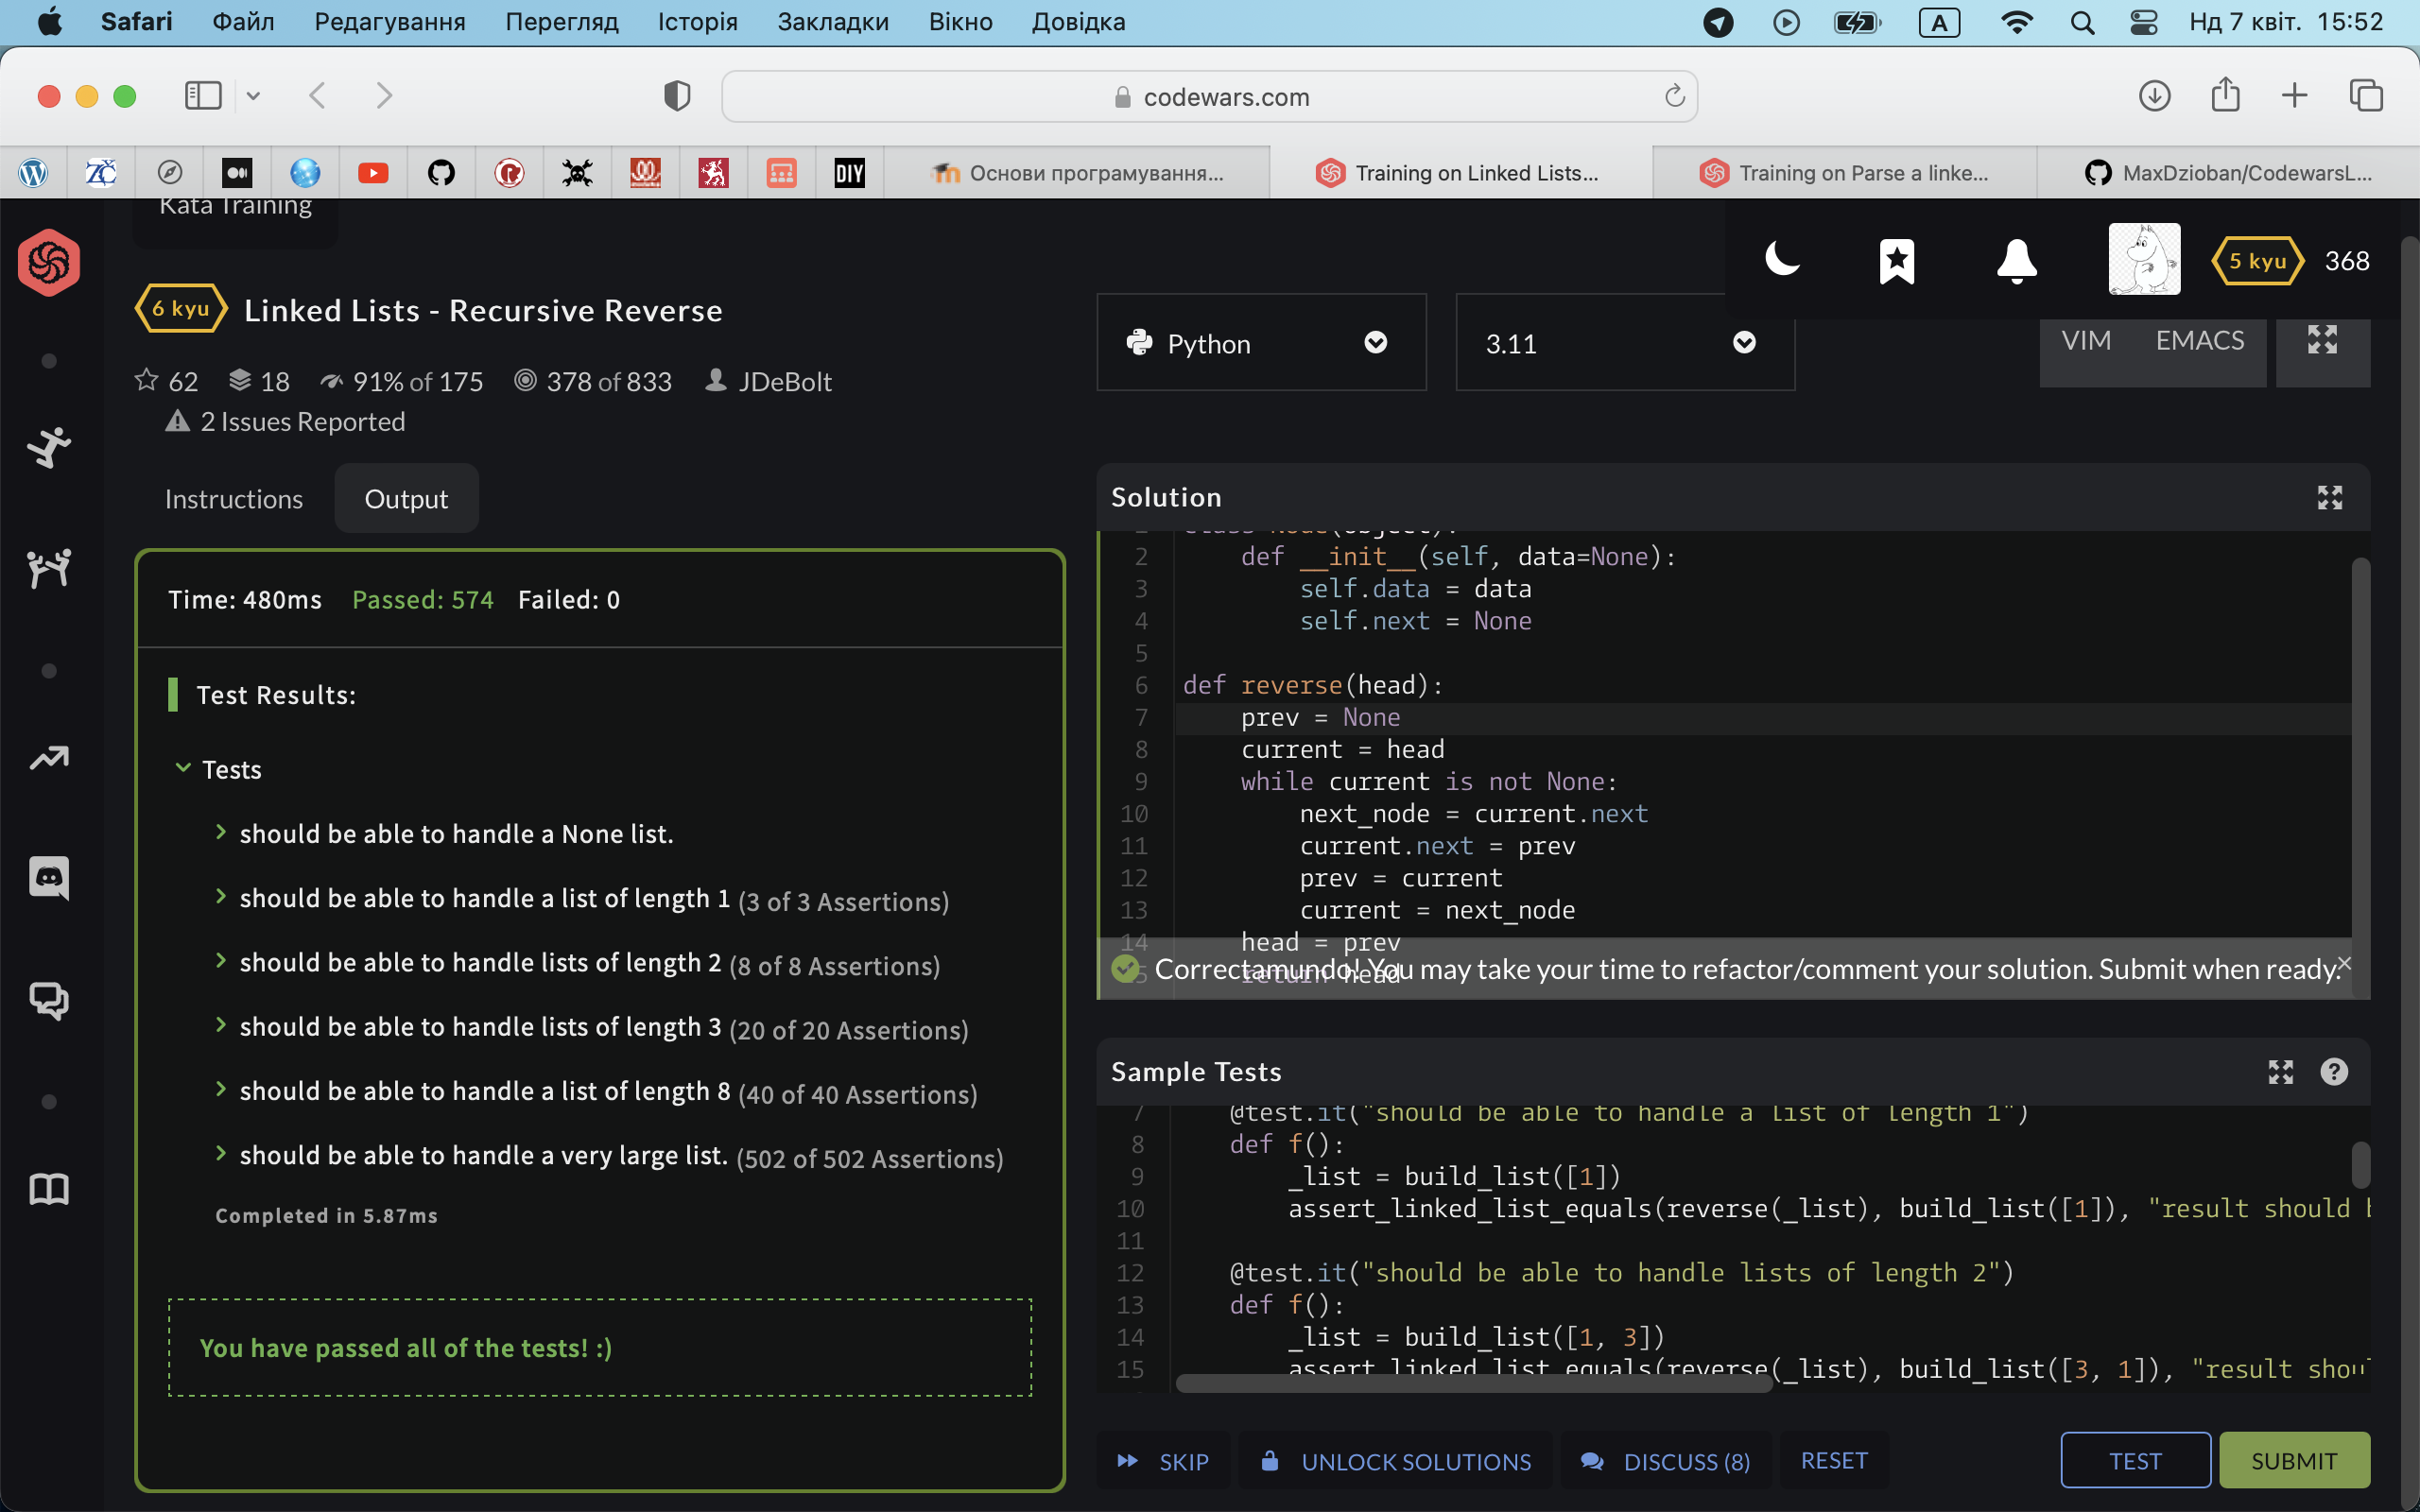 Safari Файл Редагування Перегляд Історія Закладки Вікно Довідка A Нд 7 квіт. 15:52
codewars.com
DIY Основи програмування... Training on Linked Lists... Training on Parse a linke... MaxDzioban/CodewarsL...
Kata Training
5 kyu 368
6 kyu Linked Lists - Recursive Reverse
Python 3.11 VIM EMACS
62 18 91% of 175 378 of 833 JDeBolt
2 Issues Reported
Instructions Output
Time: 480ms Passed: 574 Failed: 0
Test Results:
Tests
should be able to handle a None list.
should be able to handle a list of length 1 (3 of 3 Assertions)
should be able to handle lists of length 2 (8 of 8 Assertions)
should be able to handle lists of length 3 (20 of 20 Assertions)
should be able to handle a list of length 8 (40 of 40 Assertions)
should be able to handle a very large list. (502 of 502 Assertions)
Completed in 5.87ms
You have passed all of the tests! :)
Solution
class Node(object):
2 def __init__(self, data=None):
3 self.data = data
4 self.next = None
5
6 def reverse(head):
7 prev = None
8 current = head
9 while current is not None:
10 next_node = current.next
11 current.next = prev
12 prev = current
13 current = next_node
14 head = prev
15 return head
Correctamundo! You may take your time to refactor/comment your solution. Submit when ready.
Sample Tests
7 @test.it("should be able to handle a list of length 1")
8 def f():
9 _list = build_list([1])
10 assert_linked_list_equals(reverse(_list), build_list([1]), "result should
11
12 @test.it("should be able to handle lists of length 2")
13 def f():
14 _list = build_list([1, 3])
15 assert_linked_list_equals(reverse(_list), build_list([3, 1]), "result
SKIP UNLOCK SOLUTIONS DISCUSS (8) RESET TEST SUBMIT